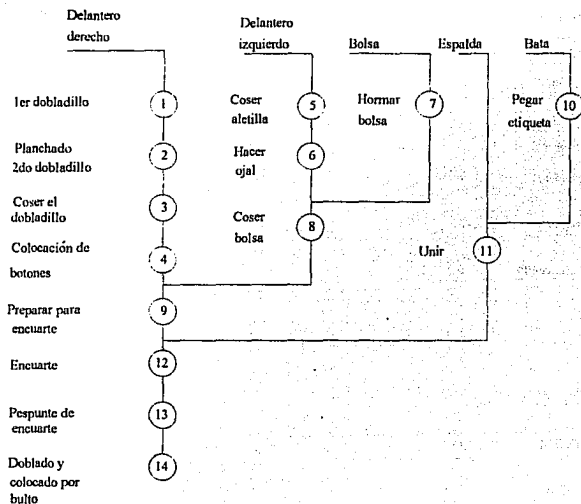 Delantero
derecho
Delantero
izquierdo
Bolsa
Espalda
Bata
1er dobladillo
1
Coser
aletilla
5
Hormar
bolsa
7
Pegar
etiqueta
10
Planchado
2do dobladillo
2
Hacer
ojal
6
Coser el
dobladillo
3
Coser
bolsa
8
Colocación de
botones
4
Unir
11
Preparar para
encuarte
9
Encuarte
12
Pespunte de
encuarte
13
Doblado y
colocado por
bulto
14